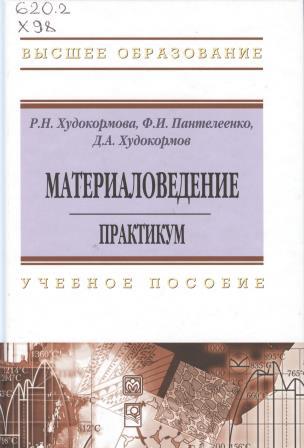 620.2
Х98
ВЫСШЕЕ ОБРАЗОВАНИЕ
Р.Н. Худокормова, Ф.И. Пантелеенко,
Д.А. Худокормов
МАТЕРИАЛОВЕДЕНИЕ
ПРАКТИКУМ
УЧЕБНОЕ ПОСОБИЕ